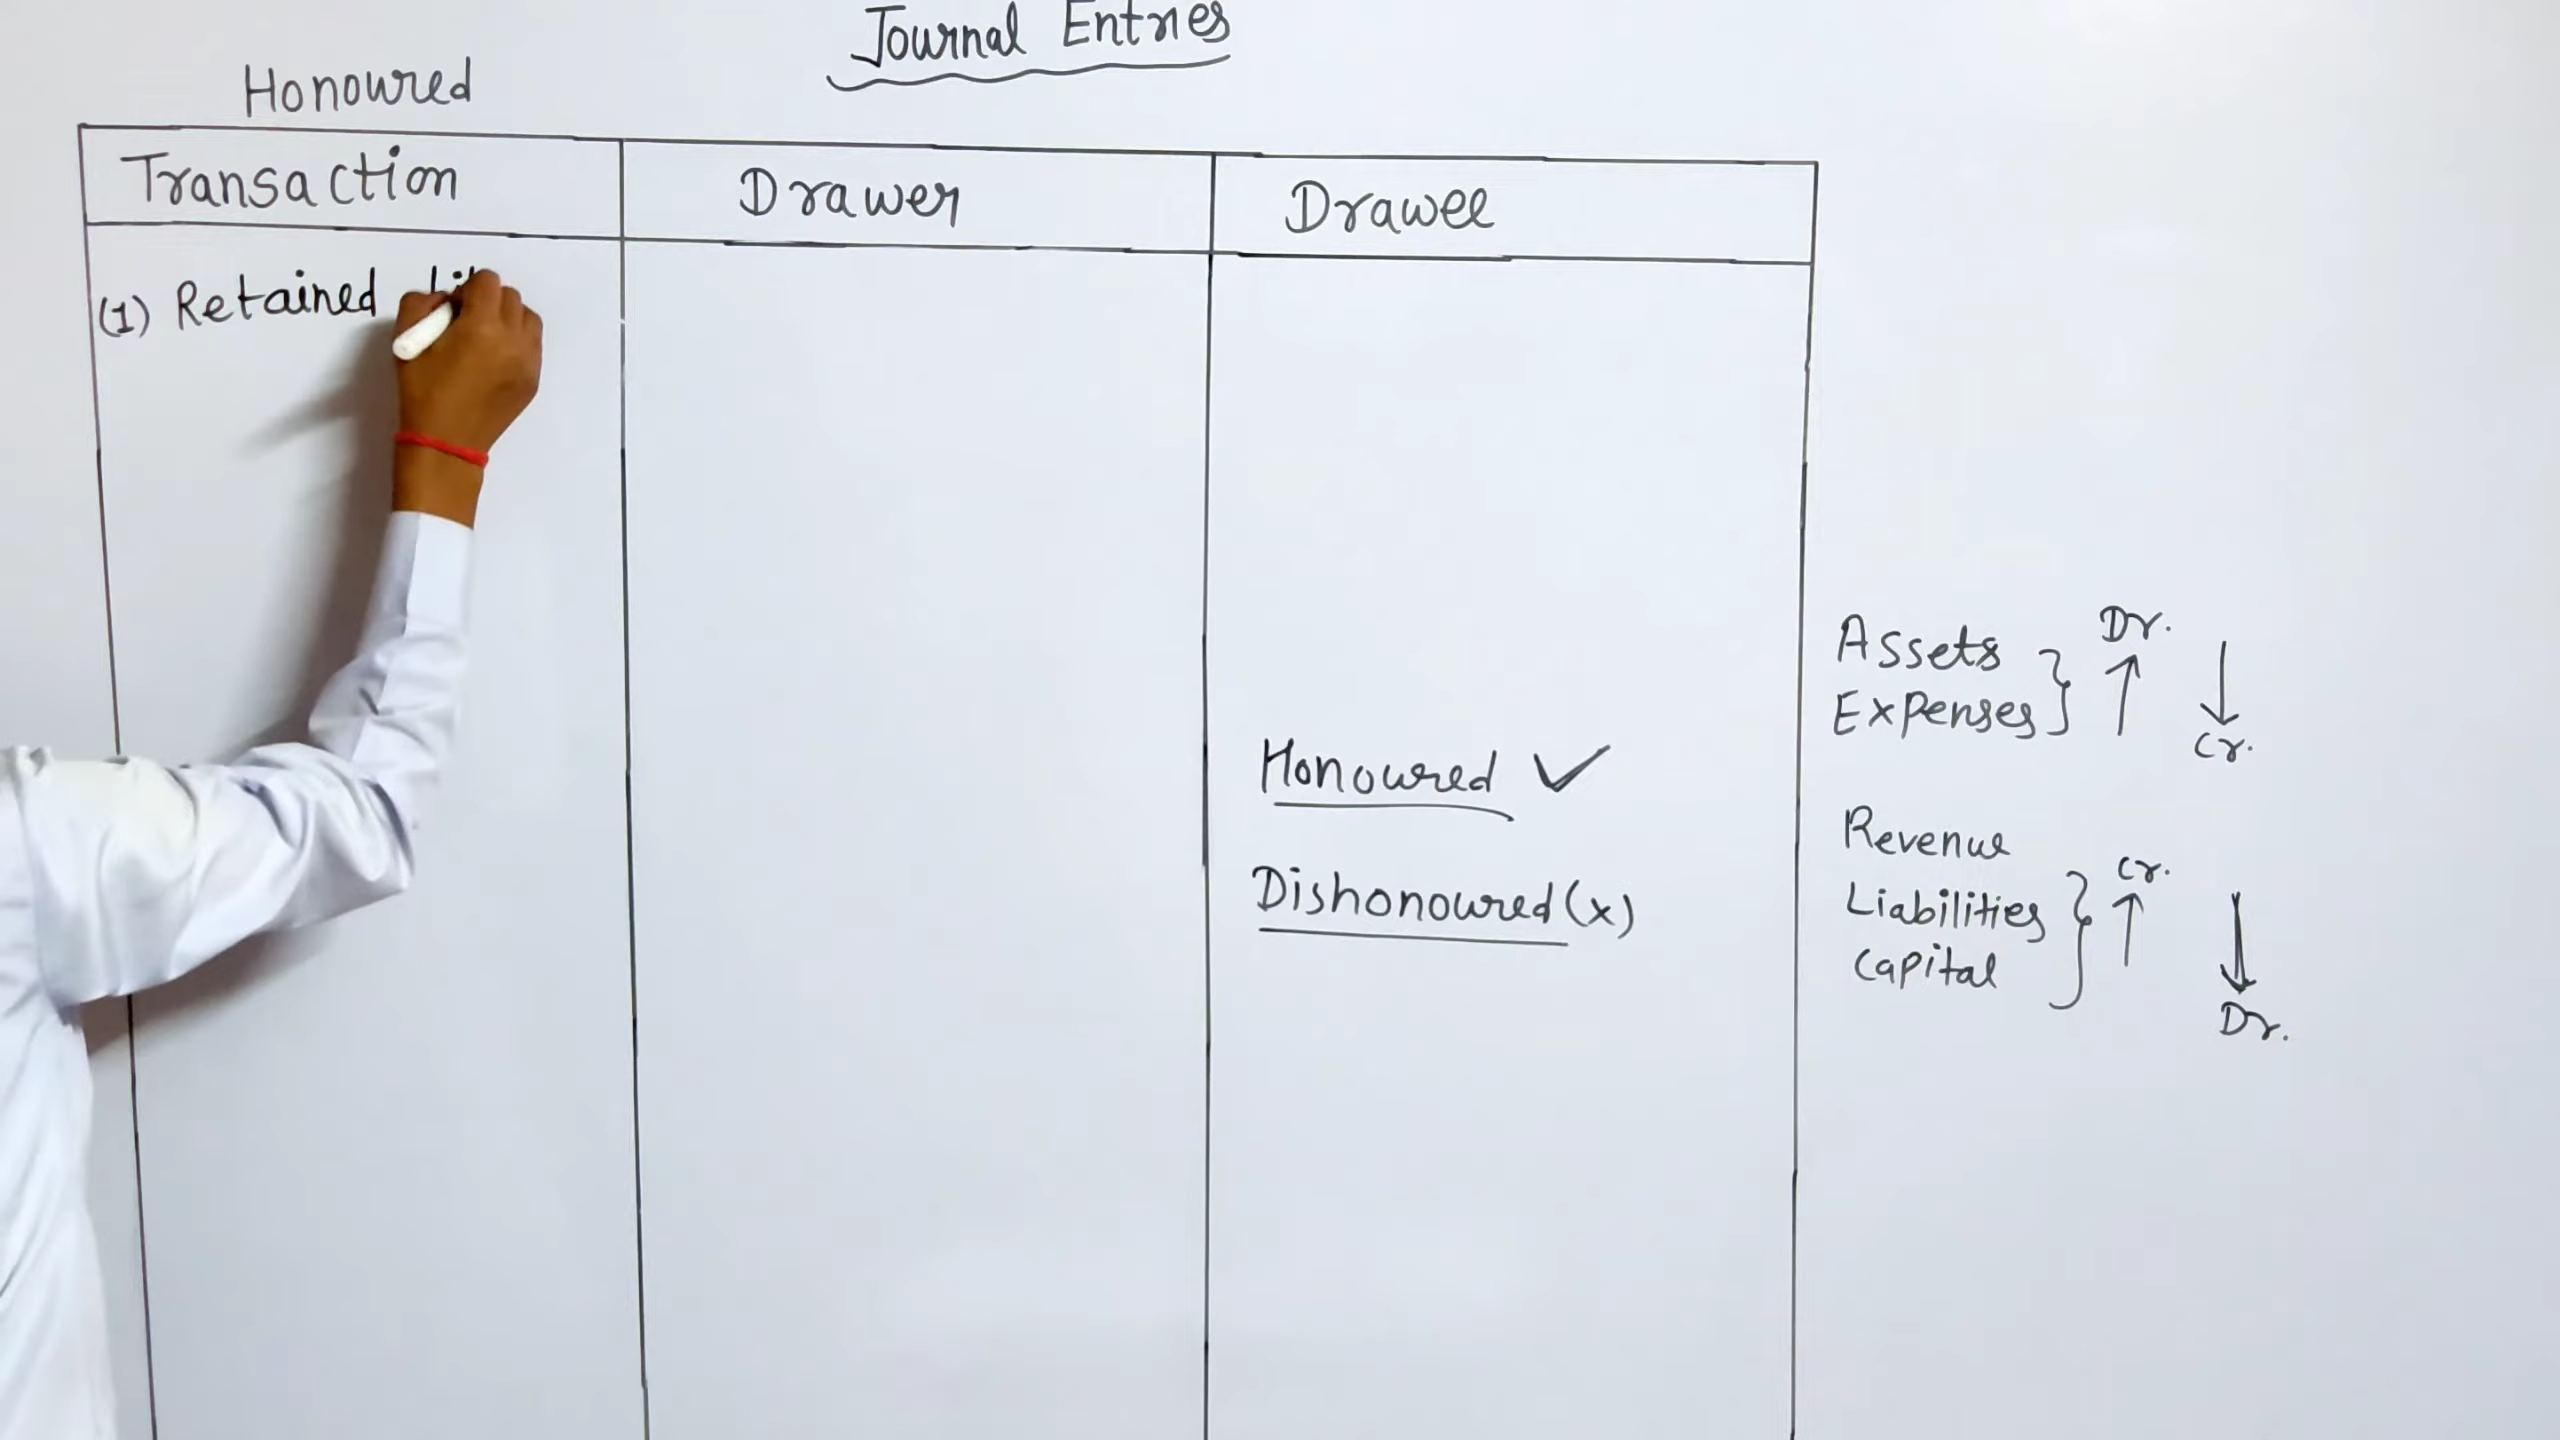 Journal Entries
Honoured
Transaction
Drawer
Drawee
(1) Retained
Honoured ✓
Dishonoured (x)
Assets
Expenses
Dr.
Cr.
Revenue
Liabilities
Capital
Cr.
Dr.